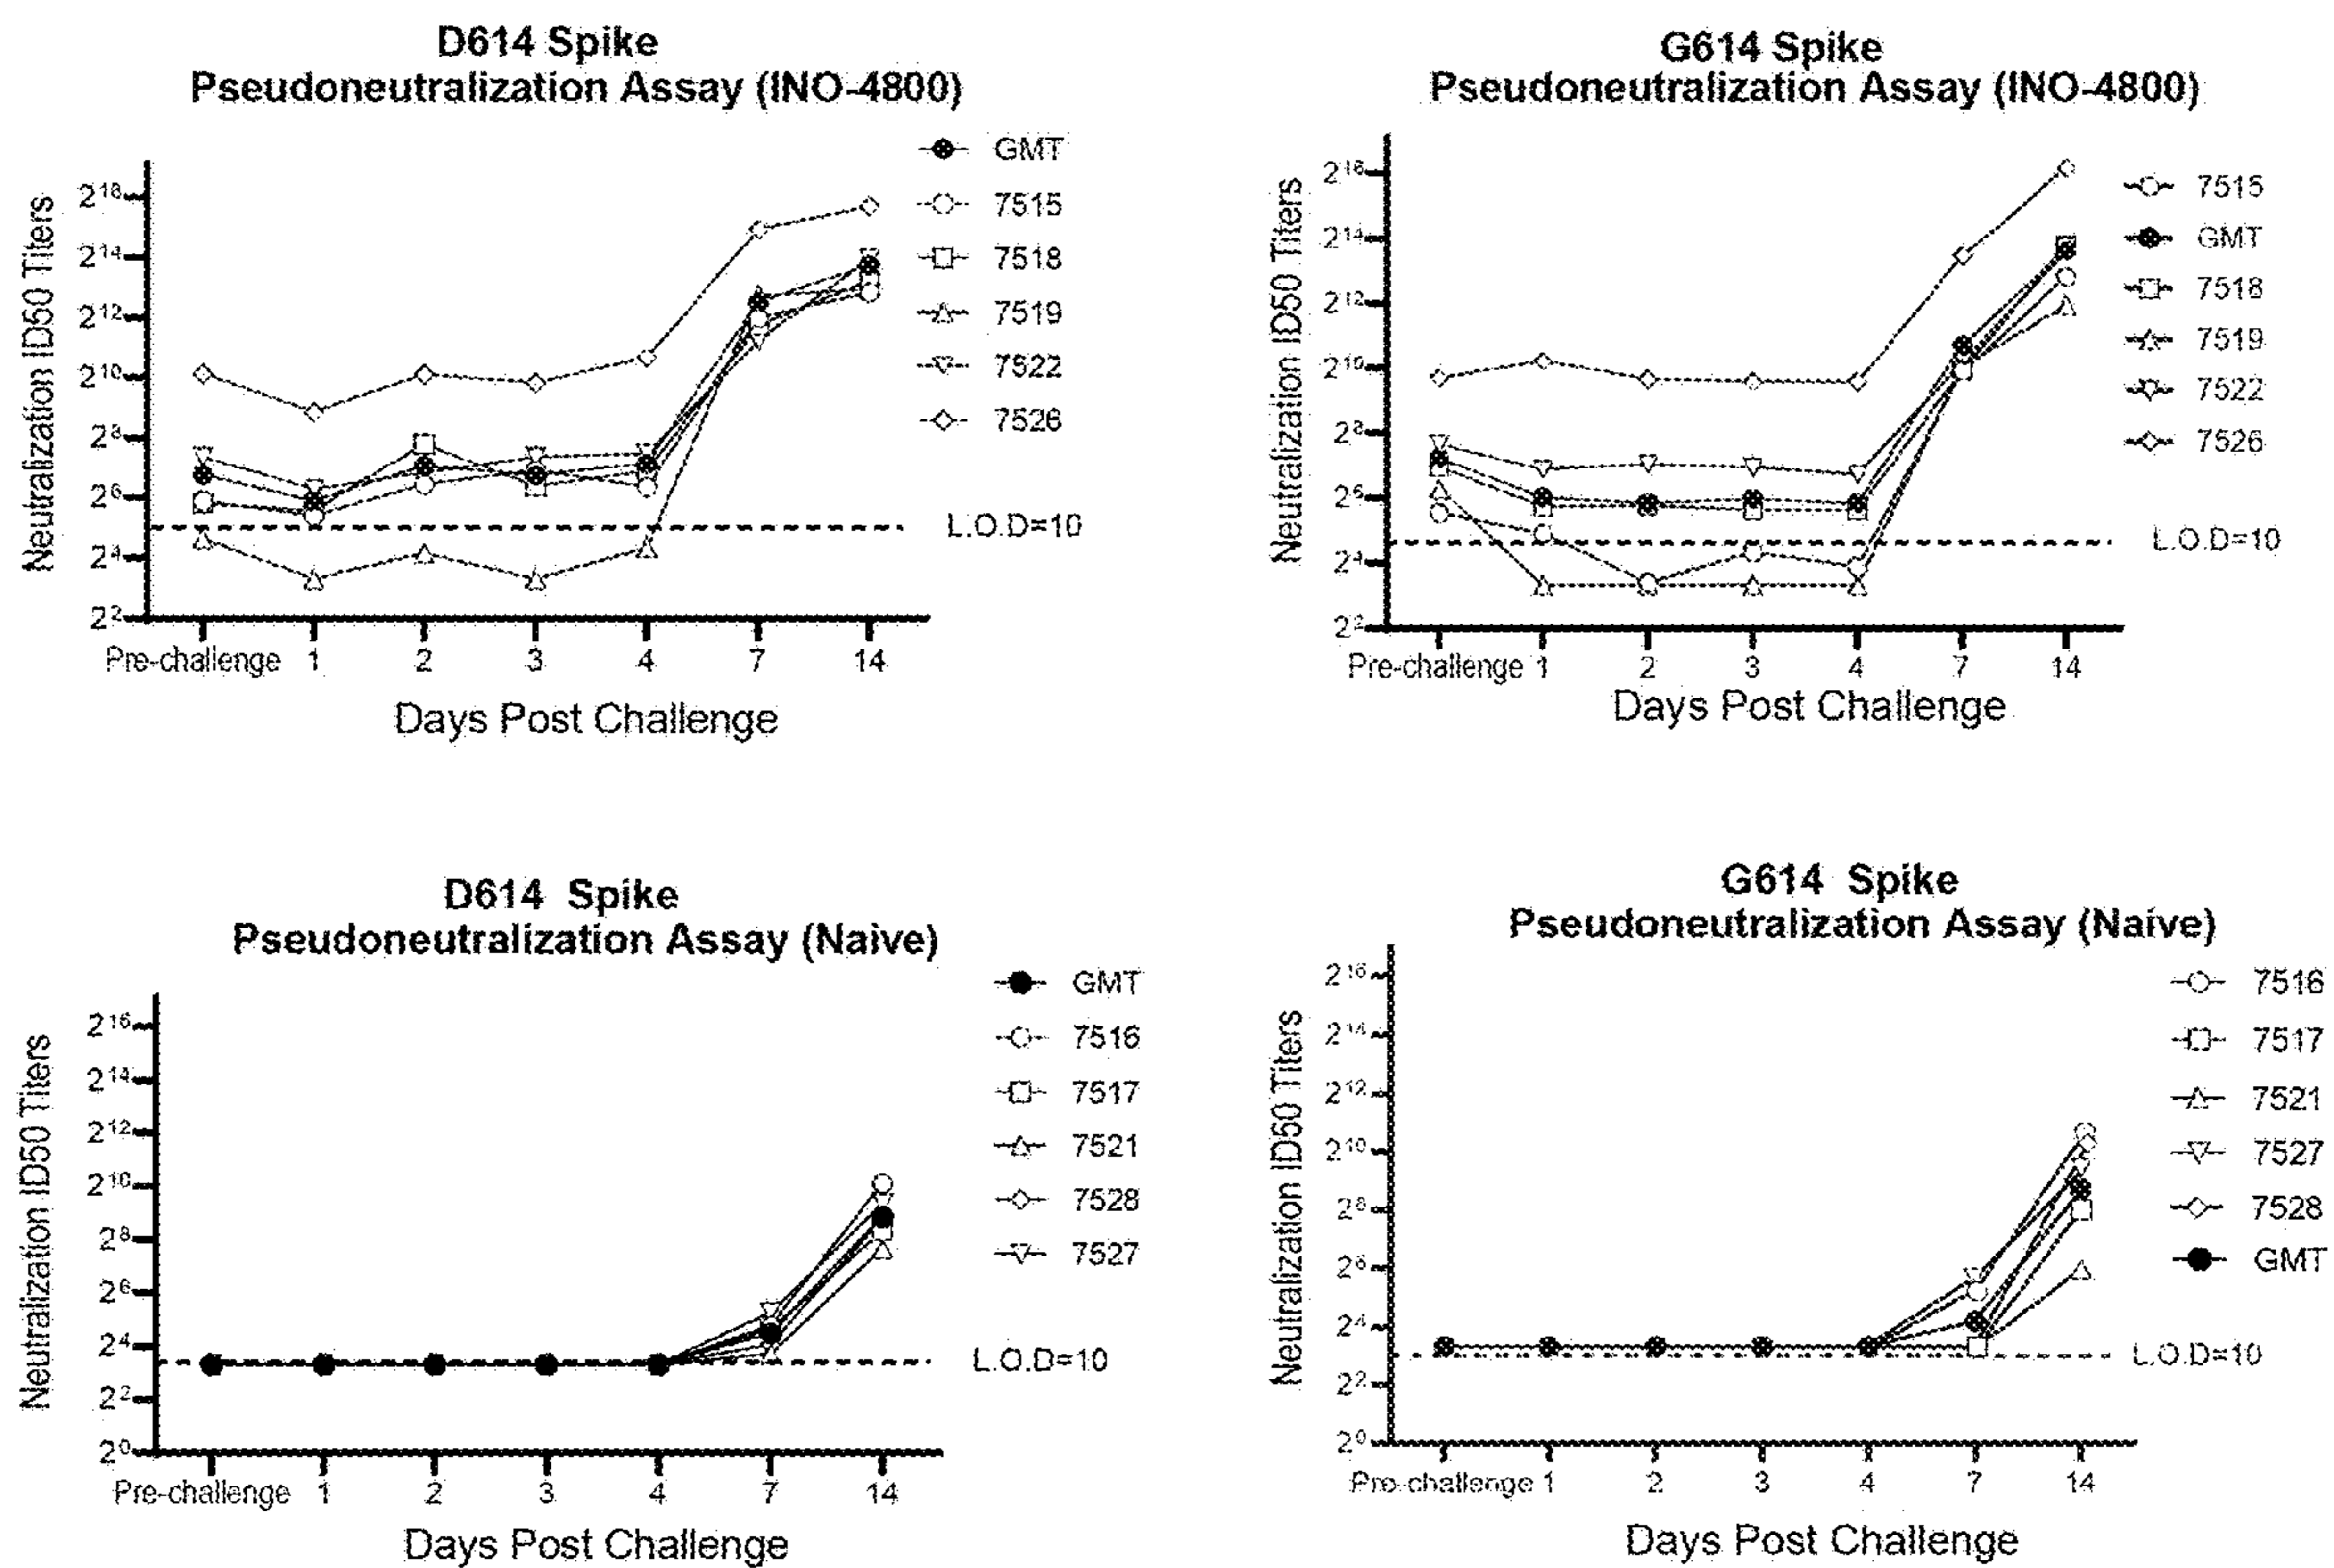 D614 Spike
Pseudoneutralization Assay (INO-4800)
Neutralization ID50 Titers
2¹⁶
2¹⁴
2¹²
2¹⁰
2⁸
2⁶
2⁴
2²
Pre-challenge 1 2 3 4 7 14
Days Post Challenge
GMT
7515
7518
7519
7522
7526
L.O.D=10
G614 Spike
Pseudoneutralization Assay (INO-4800)
Neutralization ID50 Titers
2¹⁶
2¹⁴
2¹²
2¹⁰
2⁸
2⁶
2⁴
2²
Pre-challenge 1 2 3 4 7 14
Days Post Challenge
7515
GMT
7518
7519
7522
7526
L.O.D=10
D614 Spike
Pseudoneutralization Assay (Naive)
Neutralization ID50 Titers
2¹⁶
2¹⁴
2¹²
2¹⁰
2⁸
2⁶
2⁴
2²
2⁰
Pre-challenge 1 2 3 4 7 14
Days Post Challenge
GMT
7516
7517
7521
7528
7527
L.O.D=10
G614 Spike
Pseudoneutralization Assay (Naive)
Neutralization ID50 Titers
2¹⁶
2¹⁴
2¹²
2¹⁰
2⁸
2⁶
2⁴
2²
2⁰
Pre-challenge 1 2 3 4 7 14
Days Post Challenge
7516
7517
7521
7527
7528
GMT
L.O.D=10